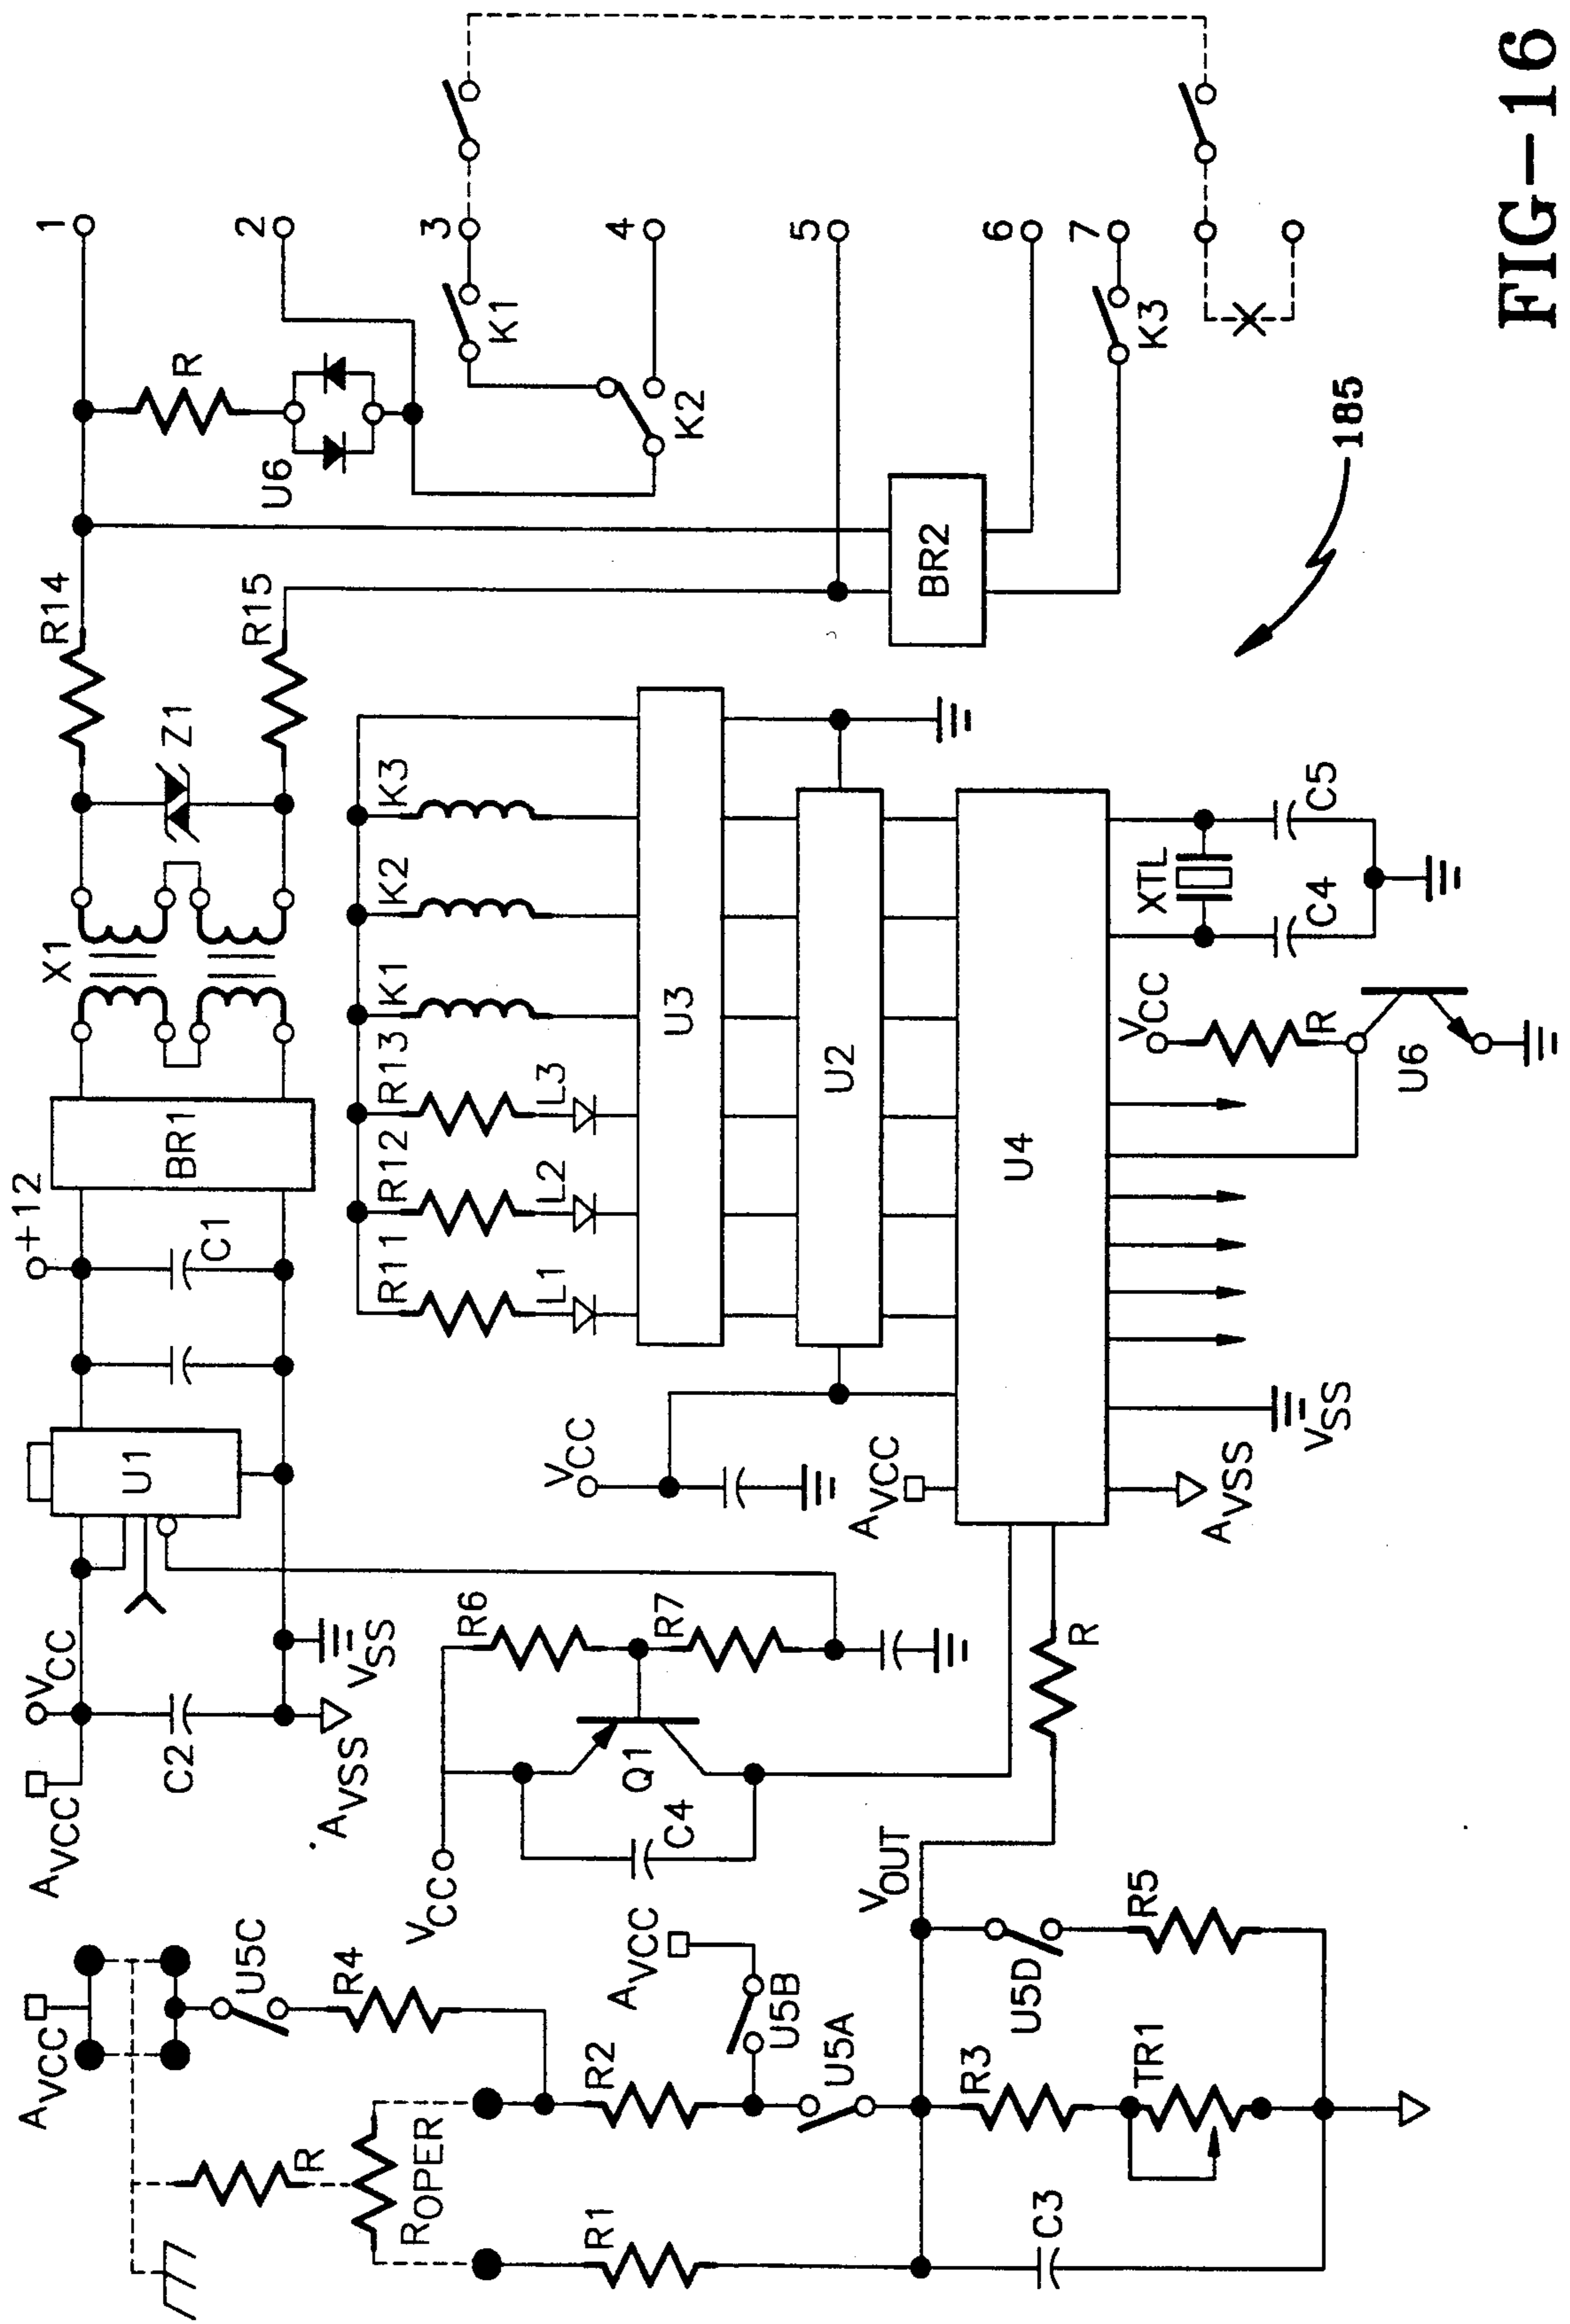 AVCC
VCC
+12
X1
R14
1
U1
BR1
C1
C2
VSS
AVSS
Z1
R15
R
U6
2
AVCC
U5C
R4
R
ROPER
R1
R2
AVCC
U5B
U5A
VCC
R6
R7
Q1
C4
R11
R12
R13
K1
K2
K3
L1
L2
L3
U3
U2
VCC
AVCC
U4
K1
3
K2
4
5
BR2
6
7
K3
VOUT
R
R3
TR1
C3
U5D
R5
AVSS
VSS
VCC
R
U6
XTL
C4
C5
185
FIG-16